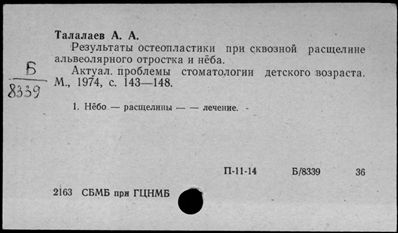 Талалаев А. А.
Результаты остеопластики при сквозной расщелине
альвеолярного отростка и нёба.
Актуал. проблемы стоматологии детского возраста.
М., 1974, с. 143—148.
Б
8339
1. Нёбо — расщелины — — лечение. -
П-11-14 Б/8339 36
2163 СБМБ при ГЦНМБ